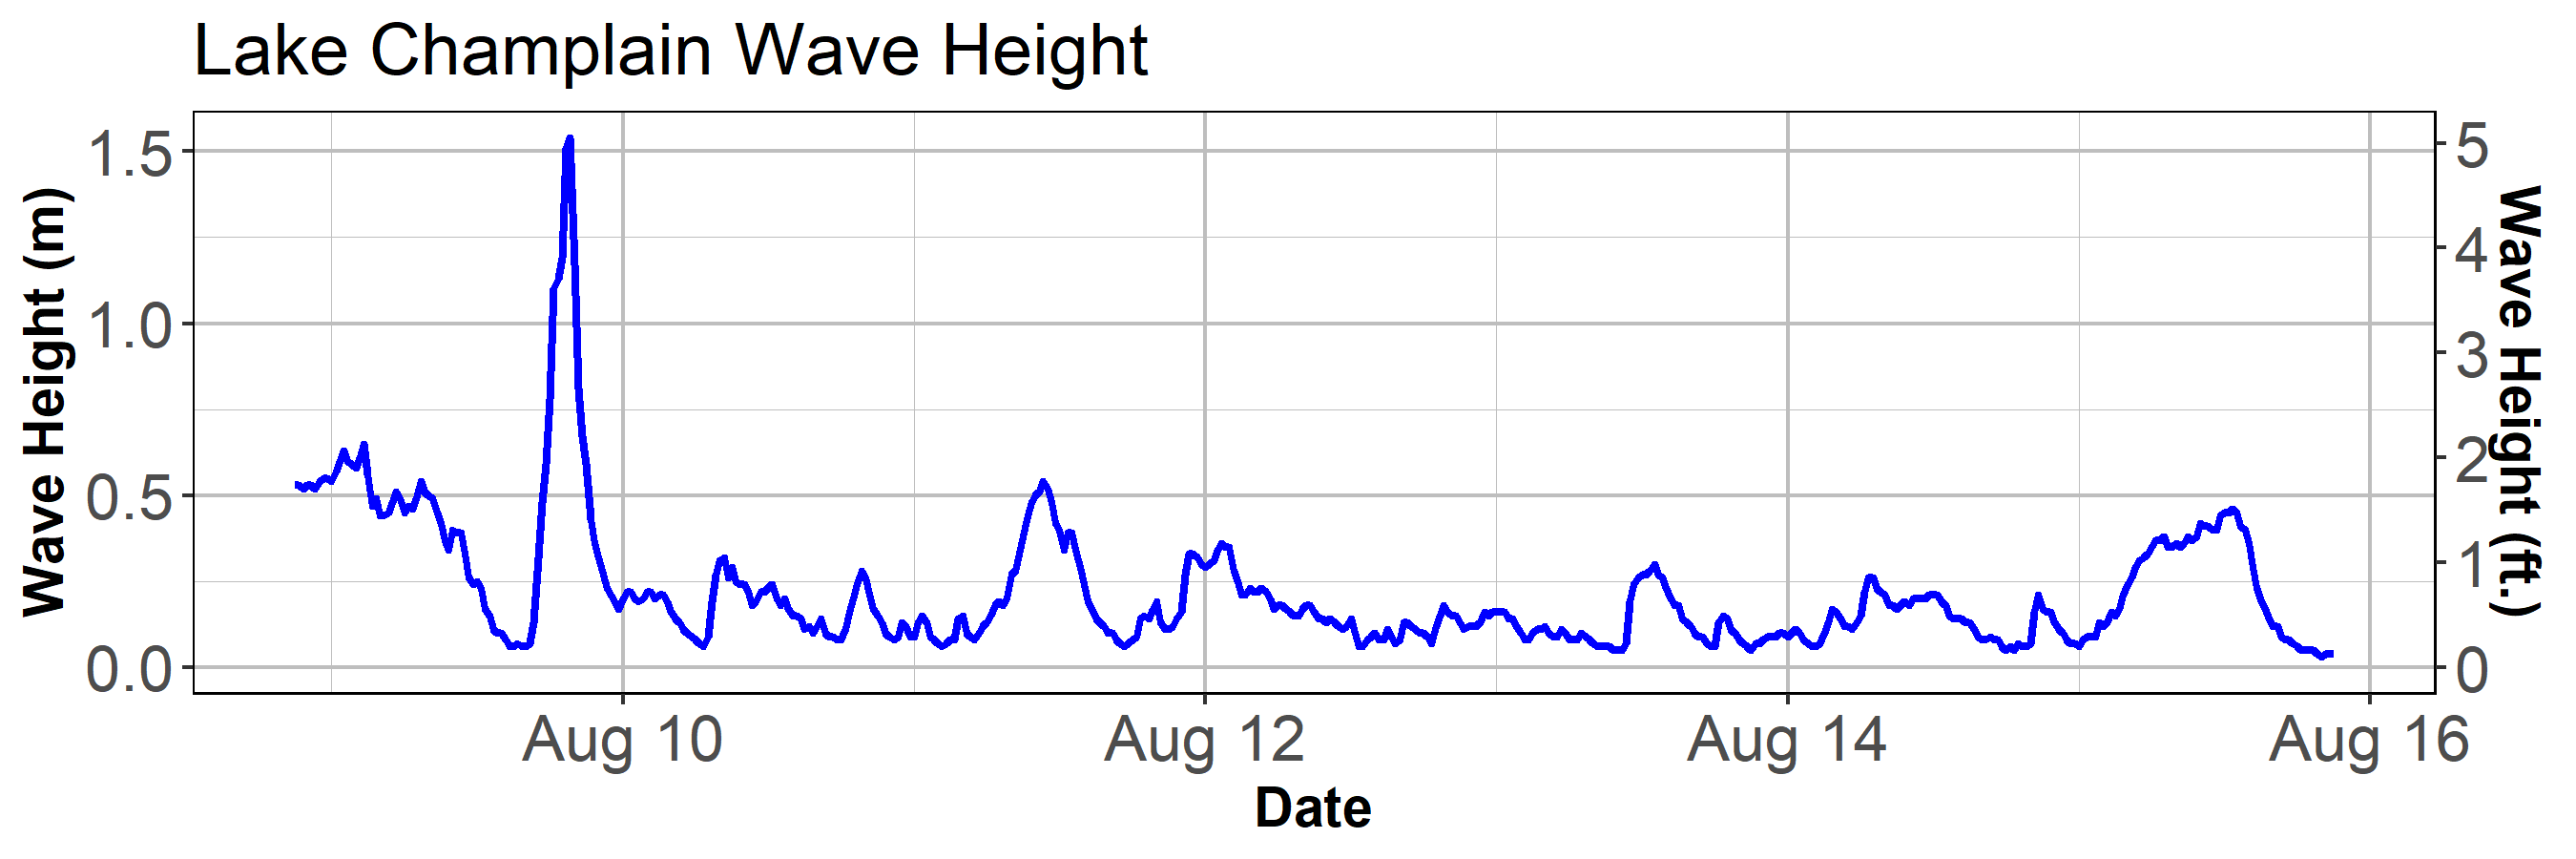 Lake Champlain Wave Height
Wave Height (m)
1.5
1.0
0.5
0.0
5
4
3
2
1
0
Wave Height (ft.)
Aug 10 Aug 12 Aug 14 Aug 16
Date